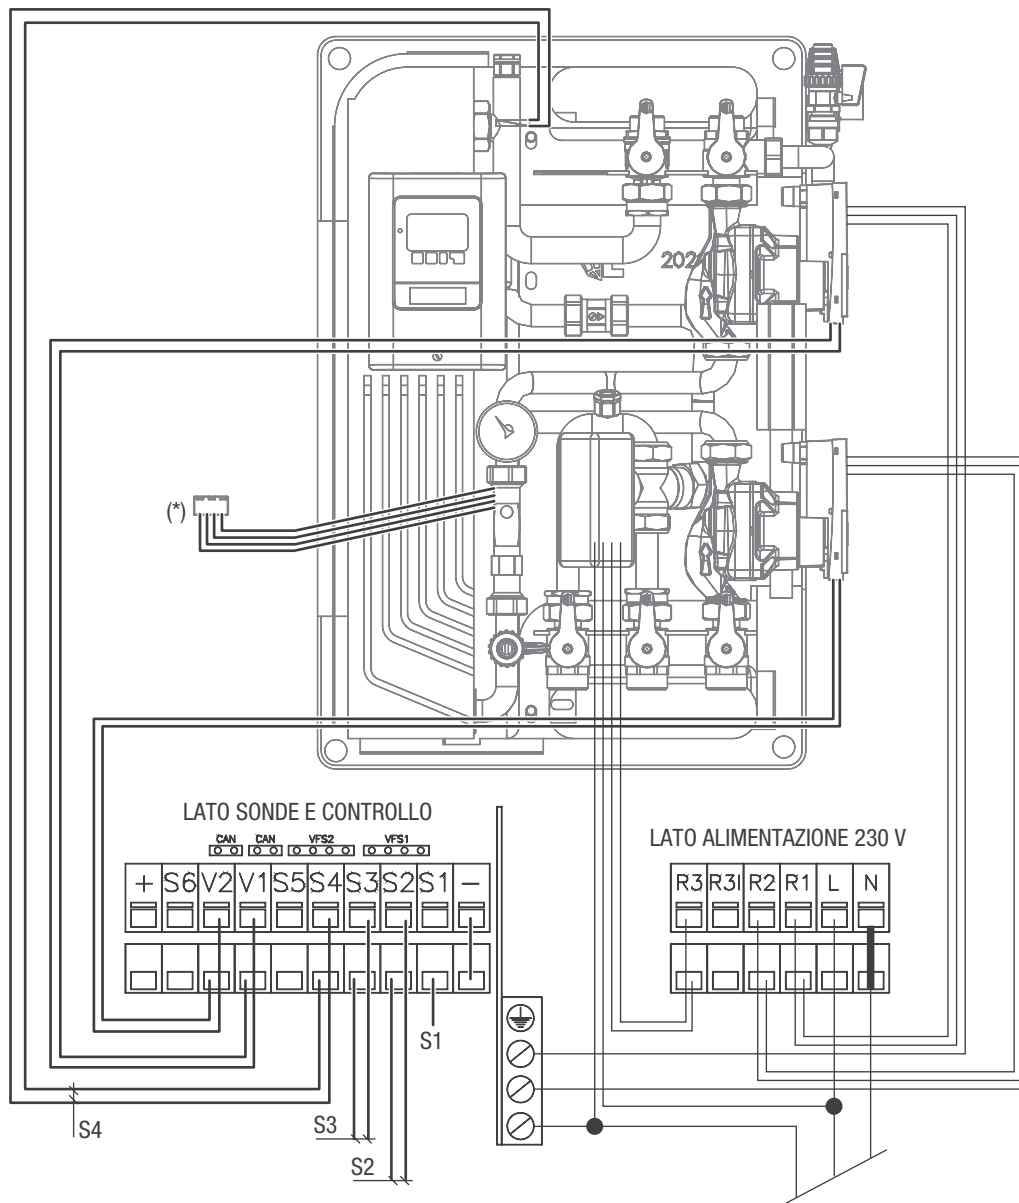 202
(*)
LATO SONDE E CONTROLLO
CAN CAN VFS2 VFS1
+ S6 V2 V1 S5 S4 S3 S2 S1 -
S1
S4
S3
S2
LATO ALIMENTAZIONE 230 V
R3 R3I R2 R1 L N